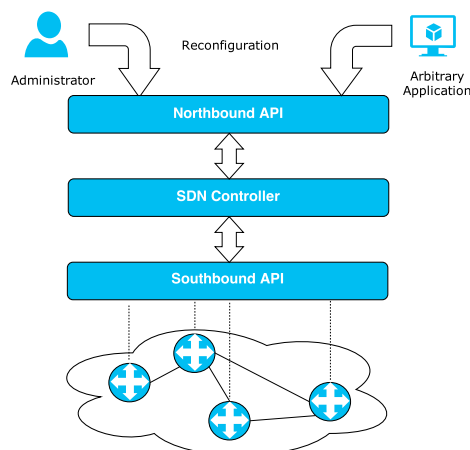 Reconfiguration
Administrator
Arbitrary
Application
Northbound API
SDN Controller
Southbound API